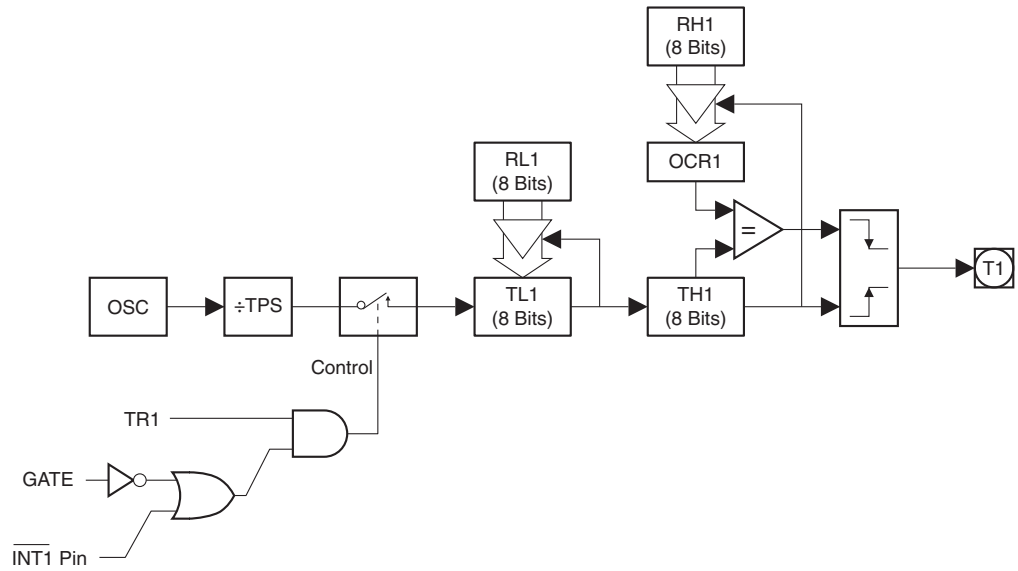 RH1
(8 Bits)
RL1
(8 Bits)
OCR1
=
OSC
÷TPS
TL1
(8 Bits)
TH1
(8 Bits)
T1
Control
TR1
GATE
I̅N̅T̅1̅ Pin